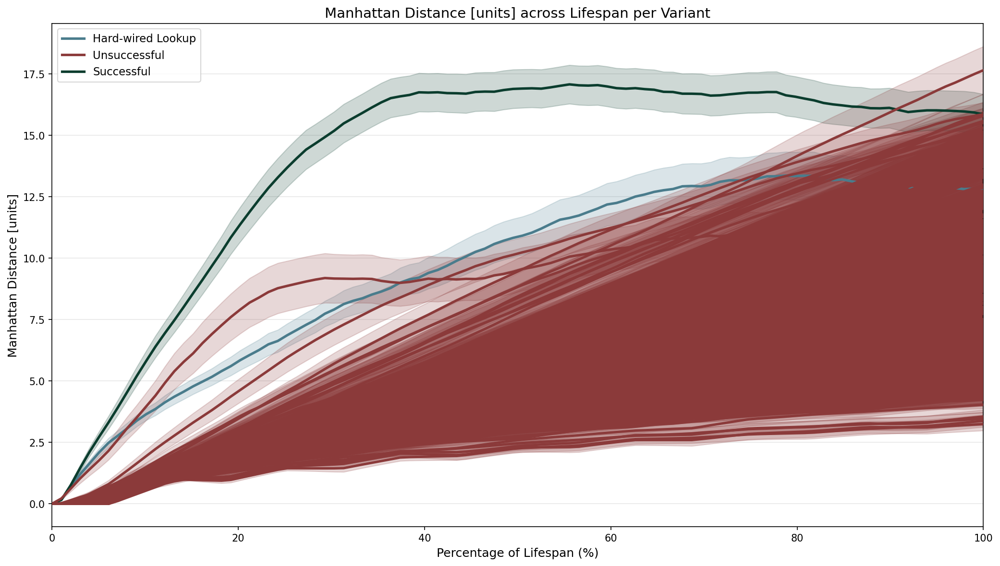 Manhattan Distance [units] across Lifespan per Variant
Hard-wired Lookup
Unsuccessful
Successful
Manhattan Distance [units]
17.5
15.0
12.5
10.0
7.5
5.0
2.5
0.0
0 20 40 60 80 100
Percentage of Lifespan (%)